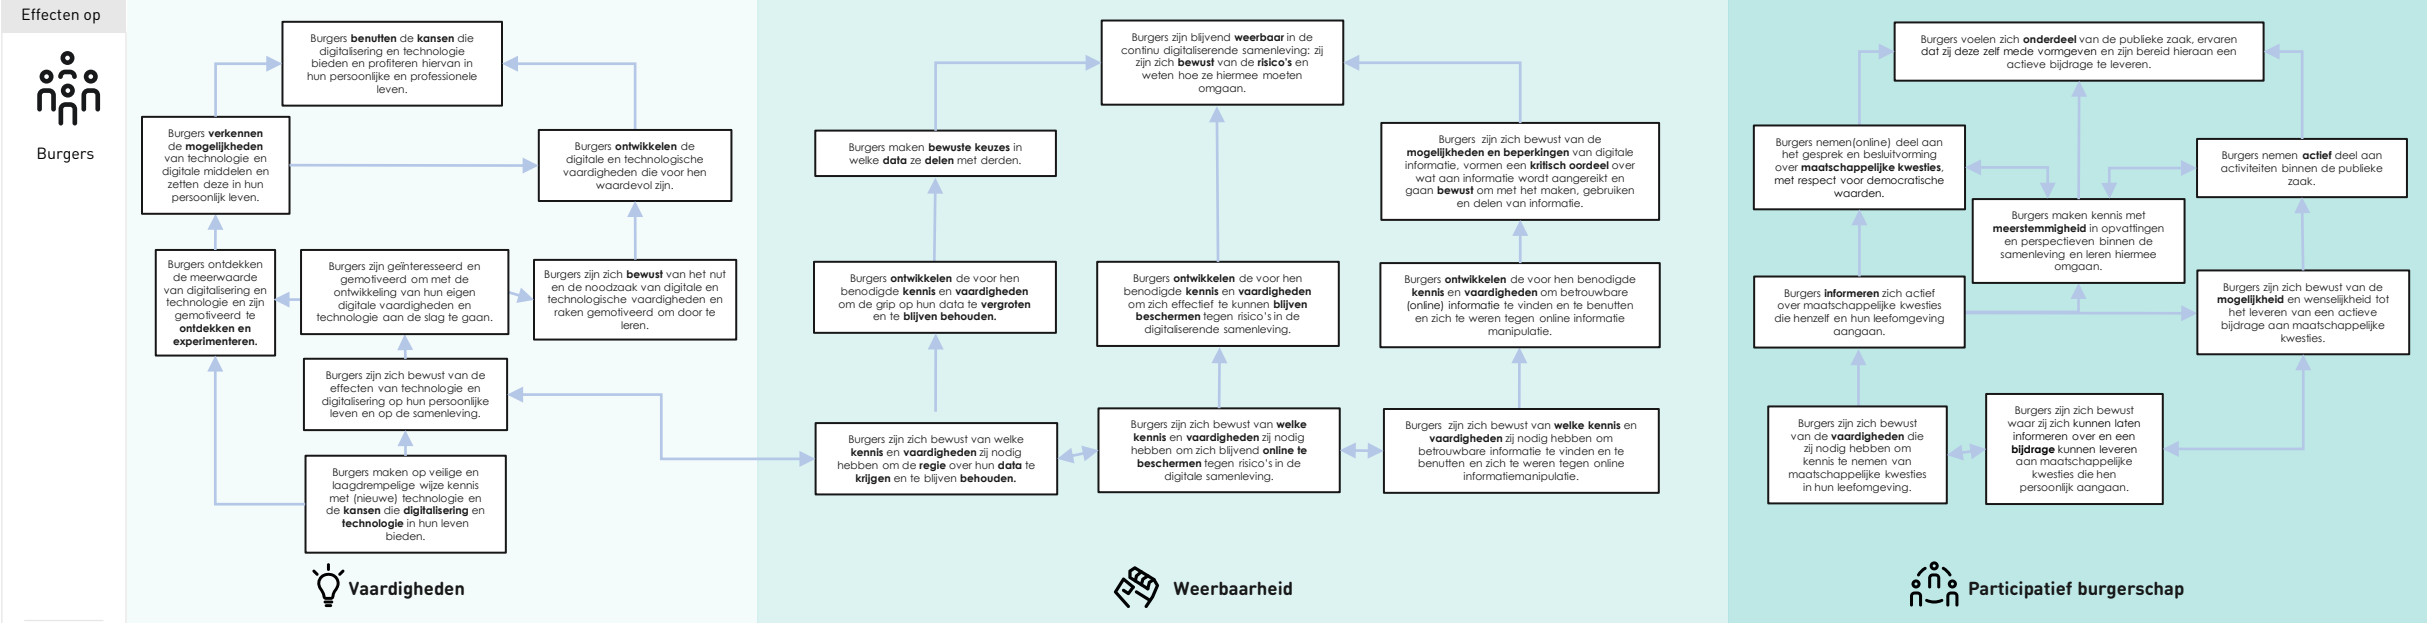 Effecten op
Burgers
Burgers benutten de kansen die
digitalisering en technologie
bieden en profiteren hiervan in
hun persoonlijke en professionele
leven.
Burgers verkennen
de mogelijkheden
van technologie en
digitale middelen en
zetten deze in hun
persoonlijk leven.
Burgers ontwikkelen de
digitale en technologische
vaardigheden die voor hen
waardevol zijn.
Burgers ontdekken
de meerwaarde
van digitalisering en
technologie en zijn
gemotiveerd te
ontdekken en
experimenteren.
Burgers zijn geïnteresseerd en
gemotiveerd om met de
ontwikkeling van hun eigen
digitale vaardigheden en
technologie aan de slag te gaan.
Burgers zijn zich bewust van het nut
en de noodzaak van digitale en
technologische vaardigheden en
raken gemotiveerd om door te
leren.
Burgers zijn zich bewust van de
effecten van technologie en
digitalisering op hun persoonlijke
leven en op de samenleving.
Burgers maken op veilige en
laagdrempelige wijze kennis
met (nieuwe) technologie en
de kansen die digitalisering en
technologie in hun leven
bieden.
Vaardigheden
Burgers zijn blijvend weerbaar in de
continu digitaliserende samenleving: zij
zijn zich bewust van de risico's en
weten hoe ze hiermee moeten
omgaan.
Burgers maken bewuste keuzes in
welke data ze delen met derden.
Burgers zijn zich bewust van de
mogelijkheden en beperkingen van digitale
informatie, vormen een kritisch oordeel over
wat aan informatie wordt aangereikt en
gaan bewust om met het maken, gebruiken
en delen van informatie.
Burgers ontwikkelen de voor hen
benodigde kennis en vaardigheden
om de grip op hun data te vergroten
en te blijven behouden.
Burgers ontwikkelen de voor hen
benodigde kennis en vaardigheden
om zich effectief te kunnen blijven
beschermen tegen risico's in de
digitaliserende samenleving.
Burgers ontwikkelen de voor hen benodigde
kennis en vaardigheden om betrouwbare
(online) informatie te vinden en te benutten
en zich te weren tegen online informatie
manipulatie.
Burgers zijn zich bewust van welke
kennis en vaardigheden zij nodig
hebben om de regie over hun data te
krijgen en te blijven behouden.
Burgers zijn zich bewust van welke
kennis en vaardigheden zij nodig
hebben om zich blijvend online te
beschermen tegen risico's in de
digitale samenleving.
Burgers zijn zich bewust van welke kennis en
vaardigheden zij nodig hebben om
betrouwbare informatie te vinden en te
benutten en zich te weren tegen online
informatiemanipulatie.
Weerbaarheid
Burgers voelen zich onderdeel van de publieke zaak, ervaren
dat zij deze zelf mede vormgeven en zijn bereid hieraan een
actieve bijdrage te leveren.
Burgers nemen(online) deel aan
het gesprek en besluitvorming
over maatschappelijke kwesties,
met respect voor democratische
waarden.
Burgers nemen actief deel aan
activiteiten binnen de publieke
zaak.
Burgers maken kennis met
meerstemmigheid in opvattingen
en perspectieven binnen de
samenleving en leren hiermee
omgaan.
Burgers informeren zich actief
over maatschappelijke kwesties
die henzelf en hun leefomgeving
aangaan.
Burgers zijn zich bewust van de
mogelijkheid en wenselijkheid tot
het leveren van een actieve
bijdrage aan maatschappelijke
kwesties.
Burgers zijn zich bewust
van de vaardigheden die
zij nodig hebben om
kennis te nemen van
maatschappelijke kwesties
in hun leefomgeving.
Burgers zijn zich bewust
waar zij zich kunnen laten
informeren over en een
bijdrage kunnen leveren
aan maatschappelijke
kwesties die hen
persoonlijk aangaan.
Participatief burgerschap